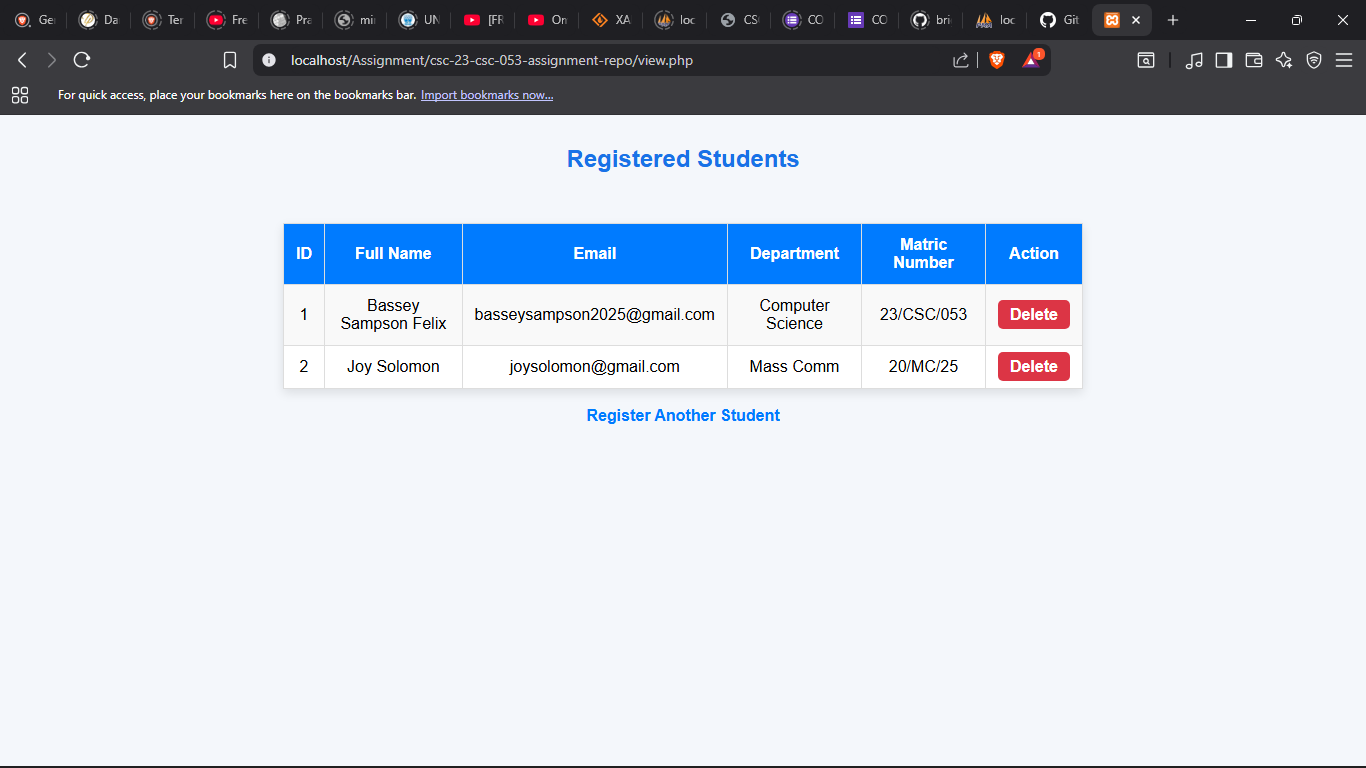 Ge
Da
Ter
Fre
Pra
UN
[FR
On
XA
loc
CS
CO
CO
bri
loc
Git
localhost/Assignment/csc-23-csc-053-assignment-repo/view.php
1
For quick access, place your bookmarks here on the bookmarks bar. Import bookmarks now...
Registered Students
ID Full Name Email Department Matric Number Action
1 Bassey Sampson Felix basseysampson2025@gmail.com Computer Science 23/CSC/053 Delete
2 Joy Solomon joysolomon@gmail.com Mass Comm 20/MC/25 Delete
Register Another Student